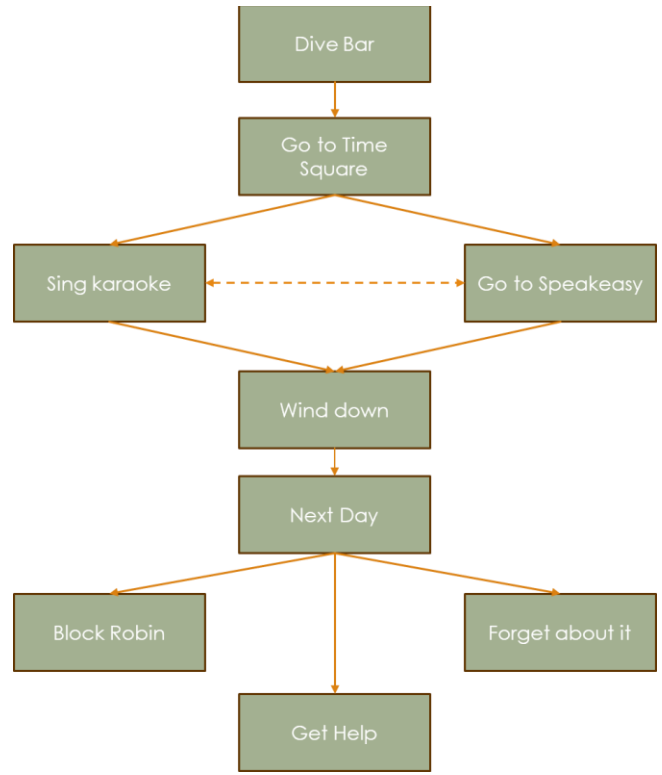 Dive Bar
Go to Time
Square
Sing karaoke
Go to Speakeasy
Wind down
Next Day
Block Robin
Forget about it
Get Help